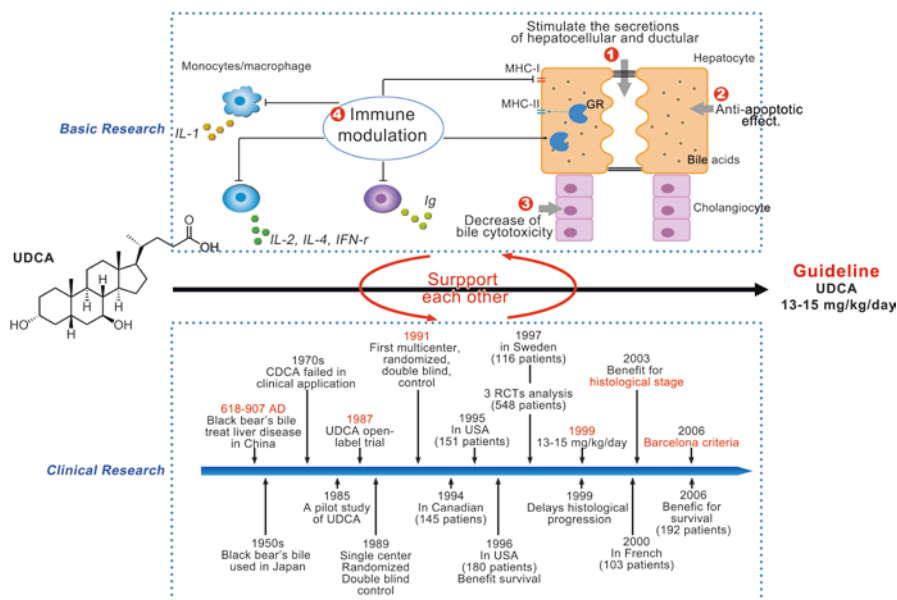 Stimulate the secretions
of hepatocellular and ductular
1
Hepatocyte
Monocytes/macrophage
MHC-I
2
MHC-II
GR
Anti-apoptotic
effect.
4 Immune
modulation
Basic Research
IL-1
Bile acids
Ig
3
Cholangiocyte
Decrease of
bile cytotoxicity
IL-2, IL-4, IFN-r
UDCA
O
OH
H
H
H
H
HO
OH
H
Surpport
each other
Guideline
UDCA
13-15 mg/kg/day
Clinical Research
618-907 AD
Black bear's bile
treat liver disease
in China
1970s
CDCA failed in
clinical application
1987
UDCA open-
label trial
1991
First multicenter,
randomized,
double blind,
control
1995
In USA
(151 patients)
1997
in Sweden
(116 patients)
3 RCTs analysis
(548 patients)
1999
13-15 mg/kg/day
2003
Benefit for
histological stage
2006
Barcelona criteria
1950s
Black bear's bile
used in Japan
1985
A pilot study
of UDCA
1989
Single center
Randomized
Double blind
control
1994
In Canadian
(145 patiens)
1996
In USA
(180 patients)
Benefit survival
1999
Delays histological
progression
2000
In French
(103 patients)
2006
Benefic for
survival
(192 patients)